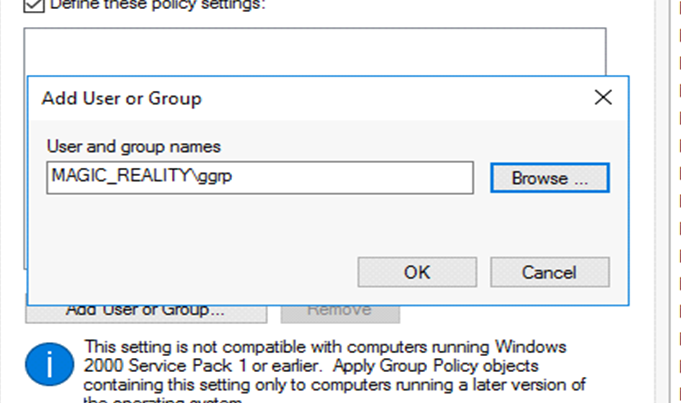 Define these policy settings:
Add User or Group
User and group names
MAGIC_REALITY\ggrp
Browse ...
OK
Cancel
Add User or Group...
Remove
This setting is not compatible with computers running Windows
2000 Service Pack 1 or earlier. Apply Group Policy objects
containing this setting only to computers running a later version of
the operating system.